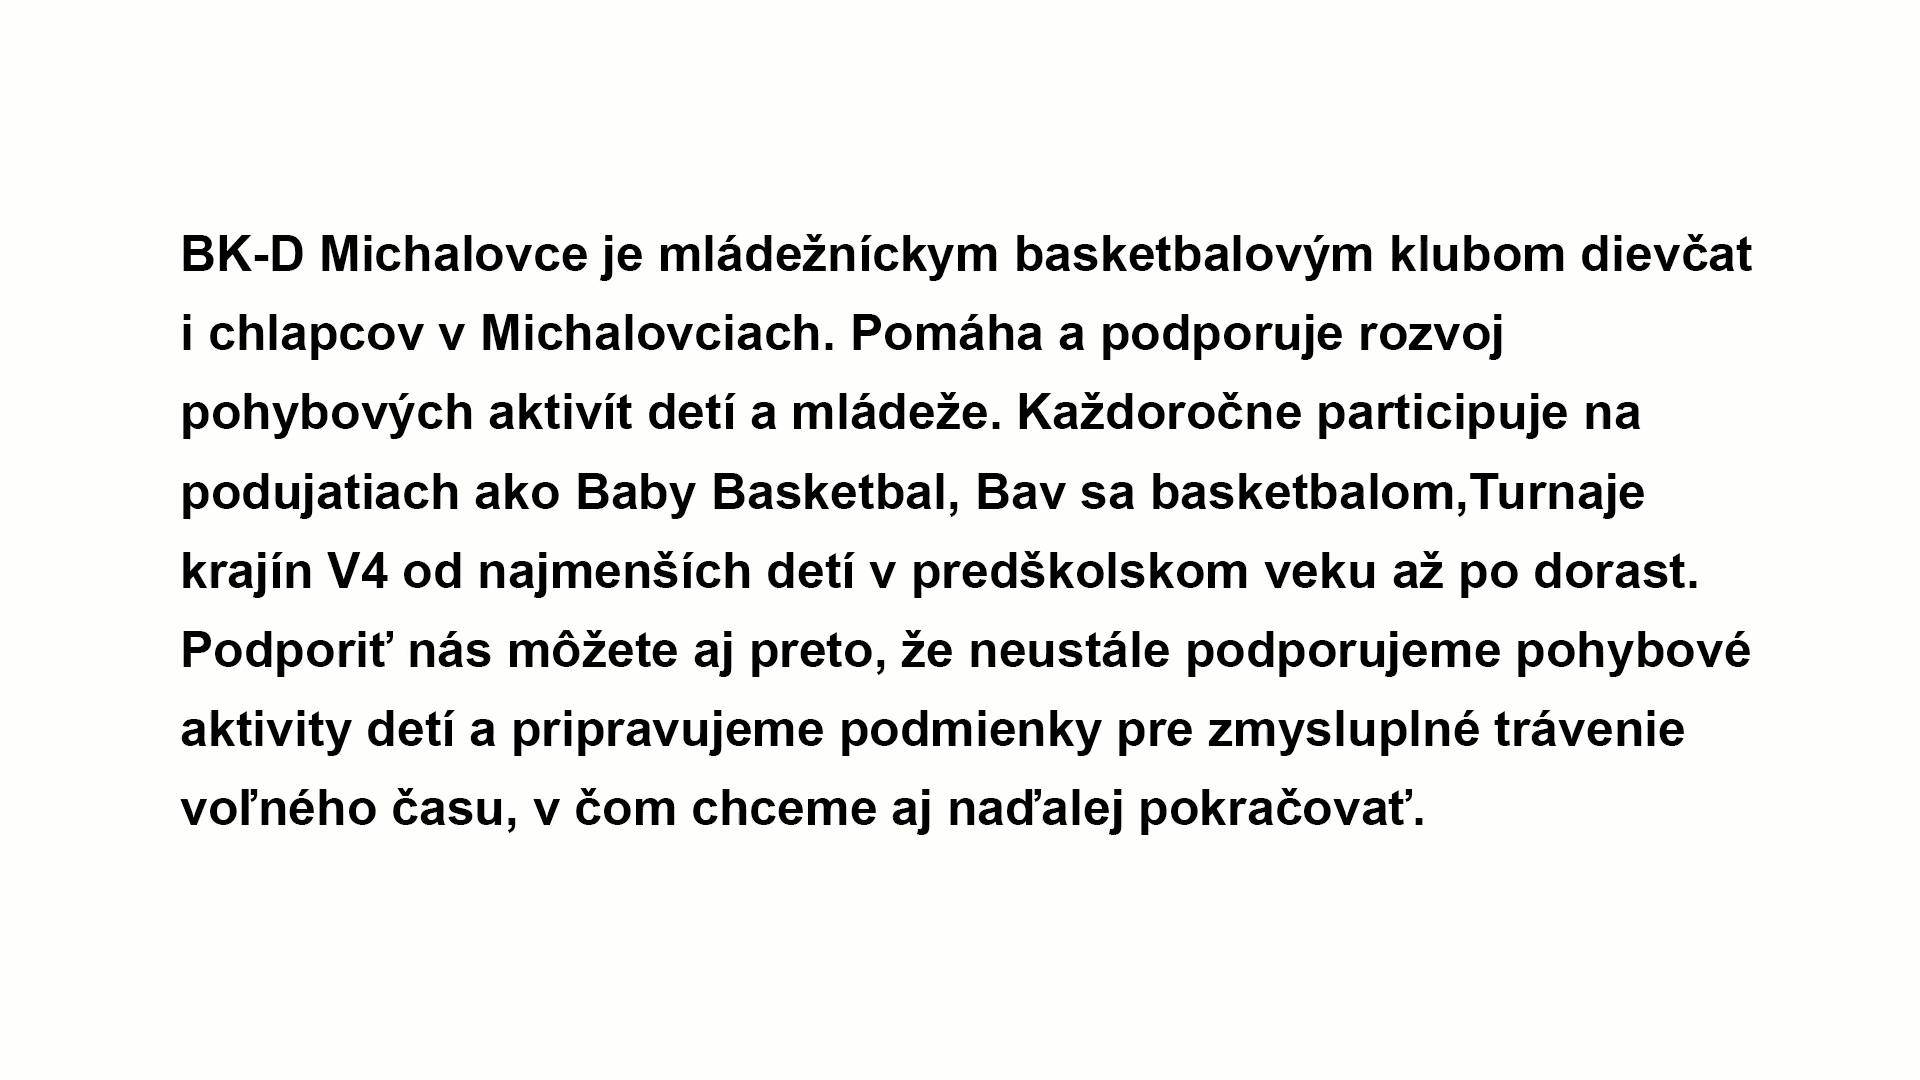 BK-D Michalovce je mládežníckym basketbalovým klubom dievčat
i chlapcov v Michalovciach. Pomáha a podporuje rozvoj
pohybových aktivít detí a mládeže. Každoročne participuje na
podujatiach ako Baby Basketbal, Bav sa basketbalom,Turnaje
krajín V4 od najmenších detí v predškolskom veku až po dorast.
Podporiť nás môžete aj preto, že neustále podporujeme pohybové
aktivity detí a pripravujeme podmienky pre zmysluplné trávenie
voľného času, v čom chceme aj naďalej pokračovať.